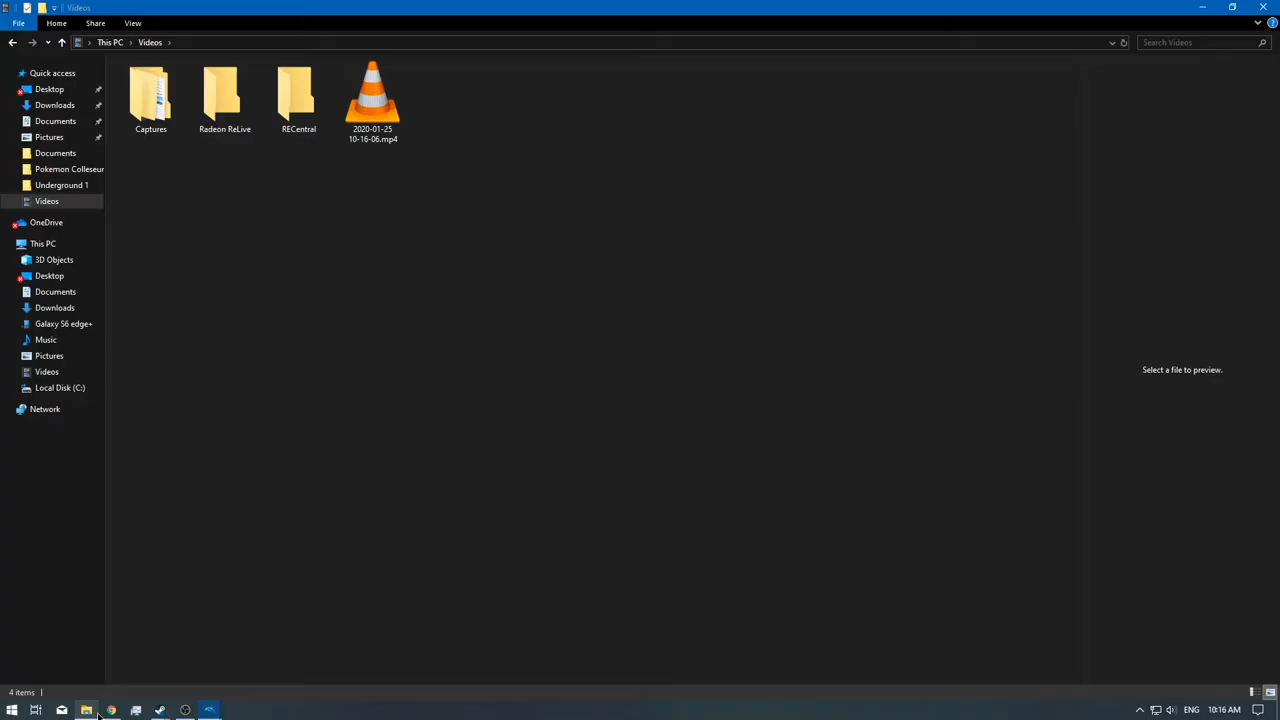 Videos
File
Home
Share
View
This PC
Videos
Search Videos
Quick access
Desktop
Downloads
Documents
Pictures
Documents
Pokemon Colleseur
Underground 1
Videos
OneDrive
This PC
3D Objects
Desktop
Documents
Downloads
Galaxy S6 edge+
Music
Pictures
Videos
Local Disk (C:)
Network
Captures
Radeon ReLive
RECentral
2020-01-25
10-16-06.mp4
Select a file to preview.
4 items
ENG
10:16 AM